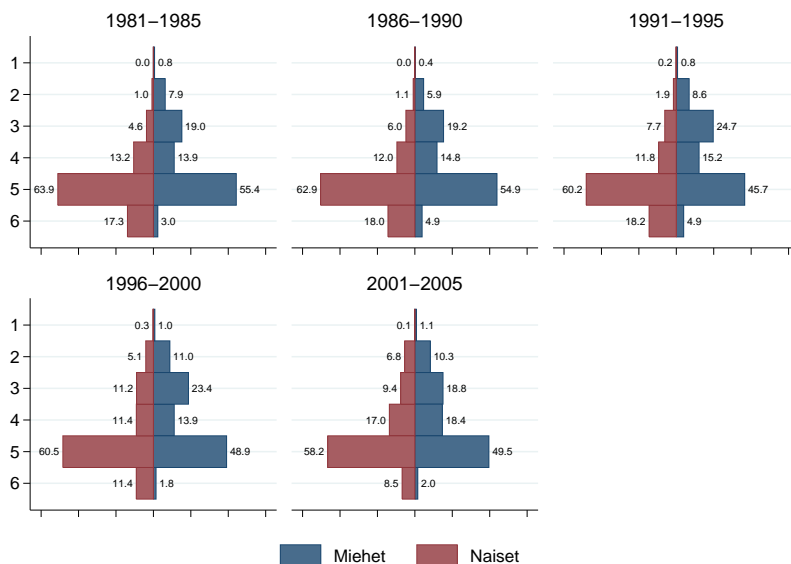 1981–1985 1986–1990 1991–1995
1 0.0 0.8 0.0 0.4 0.2 0.8
2 1.0 7.9 1.1 5.9 1.9 8.6
3 4.6 19.0 6.0 19.2 7.7 24.7
4 13.2 13.9 12.0 14.8 11.8 15.2
5 63.9 55.4 62.9 54.9 60.2 45.7
6 17.3 3.0 18.0 4.9 18.2 4.9
1996–2000 2001–2005
1 0.3 1.0 0.1 1.1
2 5.1 11.0 6.8 10.3
3 11.2 23.4 9.4 18.8
4 11.4 13.9 17.0 18.4
5 60.5 48.9 58.2 49.5
6 11.4 1.8 8.5 2.0
Miehet Naiset